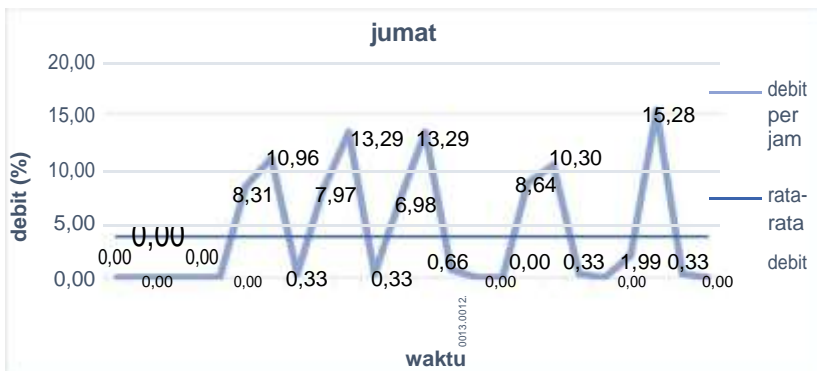 jumat
20,00
15,00
10,00
5,00
0,00
debit (%)
15,28
13,29 13,29
10,96 10,30
8,31 7,97 6,98 8,64
0,00
0,00 0,00 0,66 0,00 0,33 1,99 0,33
0,00 0,00 0,33 0,33 0,00 0,00 0,00
0013.0012.
waktu
debit
per
jam
rata-
rata
debit